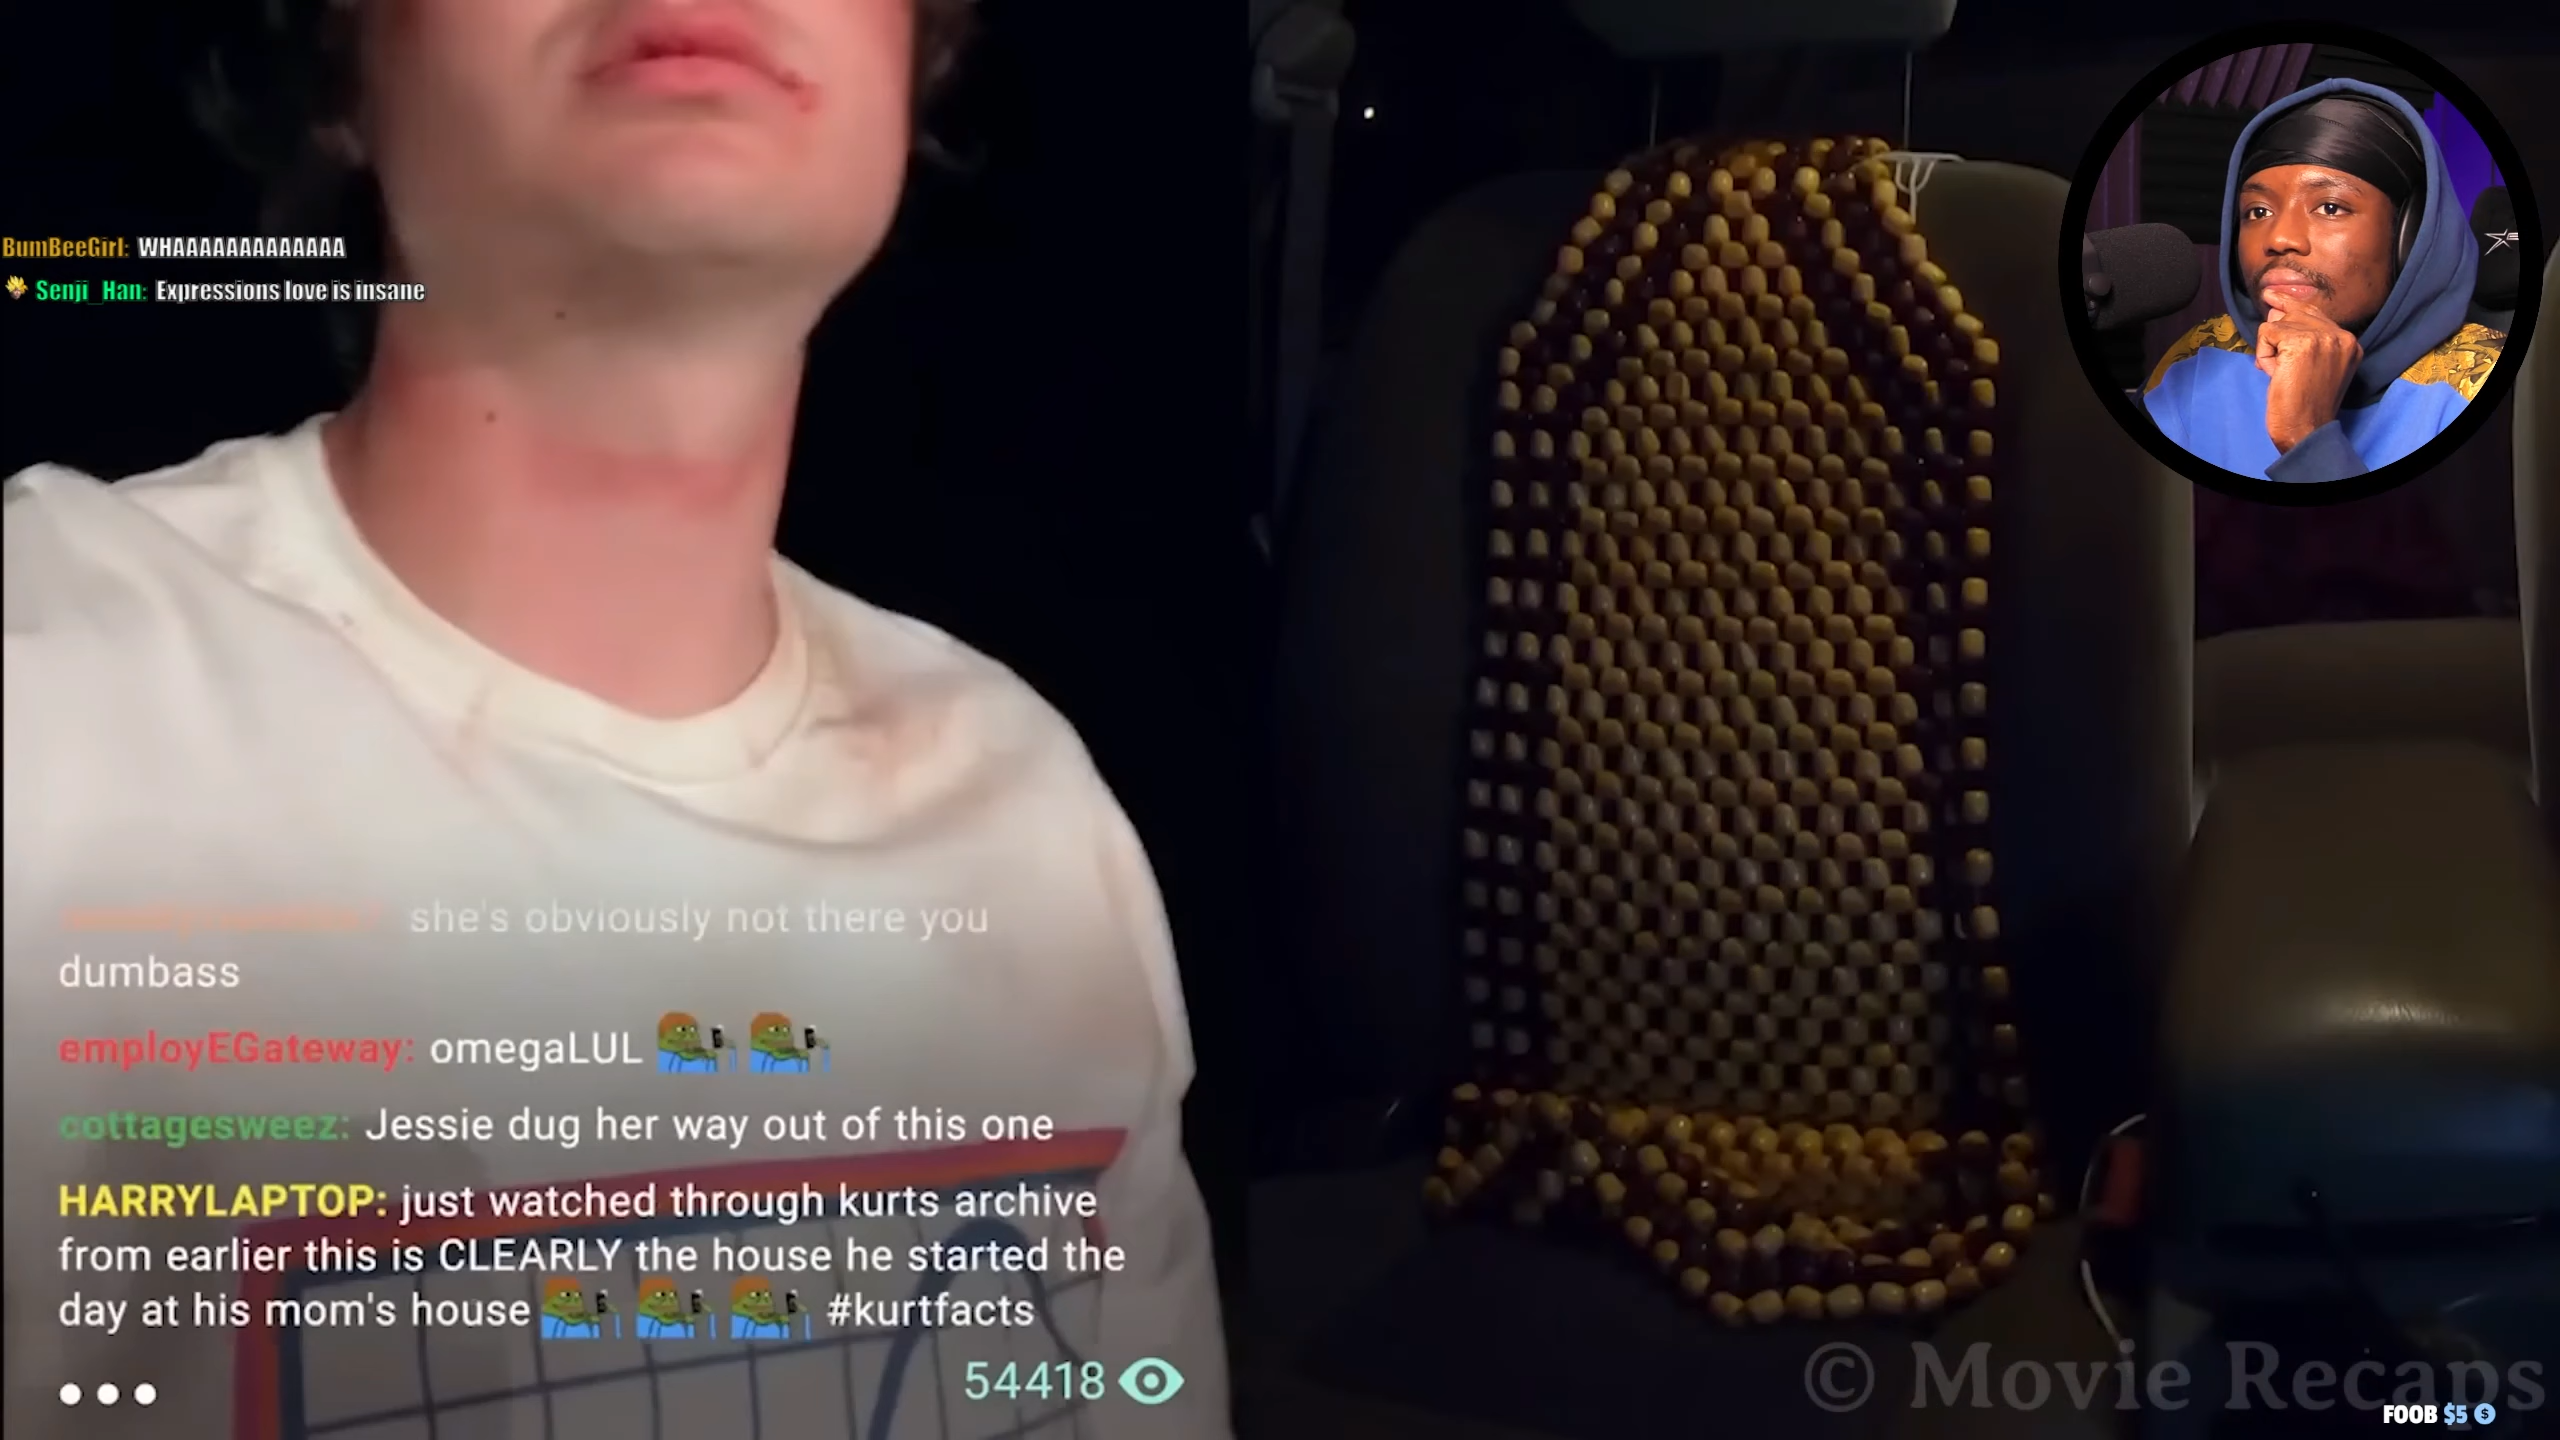 BumBeeGirl: WHAAAAAAAAAAAAA
Senji_Han: Expressions love is insane
she's obviously not there you
dumbass
employEGateway: omegaLUL
cottagesweez: Jessie dug her way out of this one
HARRYLAPTOP: just watched through kurts archive
from earlier this is CLEARLY the house he started the
day at his mom's house #kurtfacts
54418
© Movie Recaps
FOOB $5